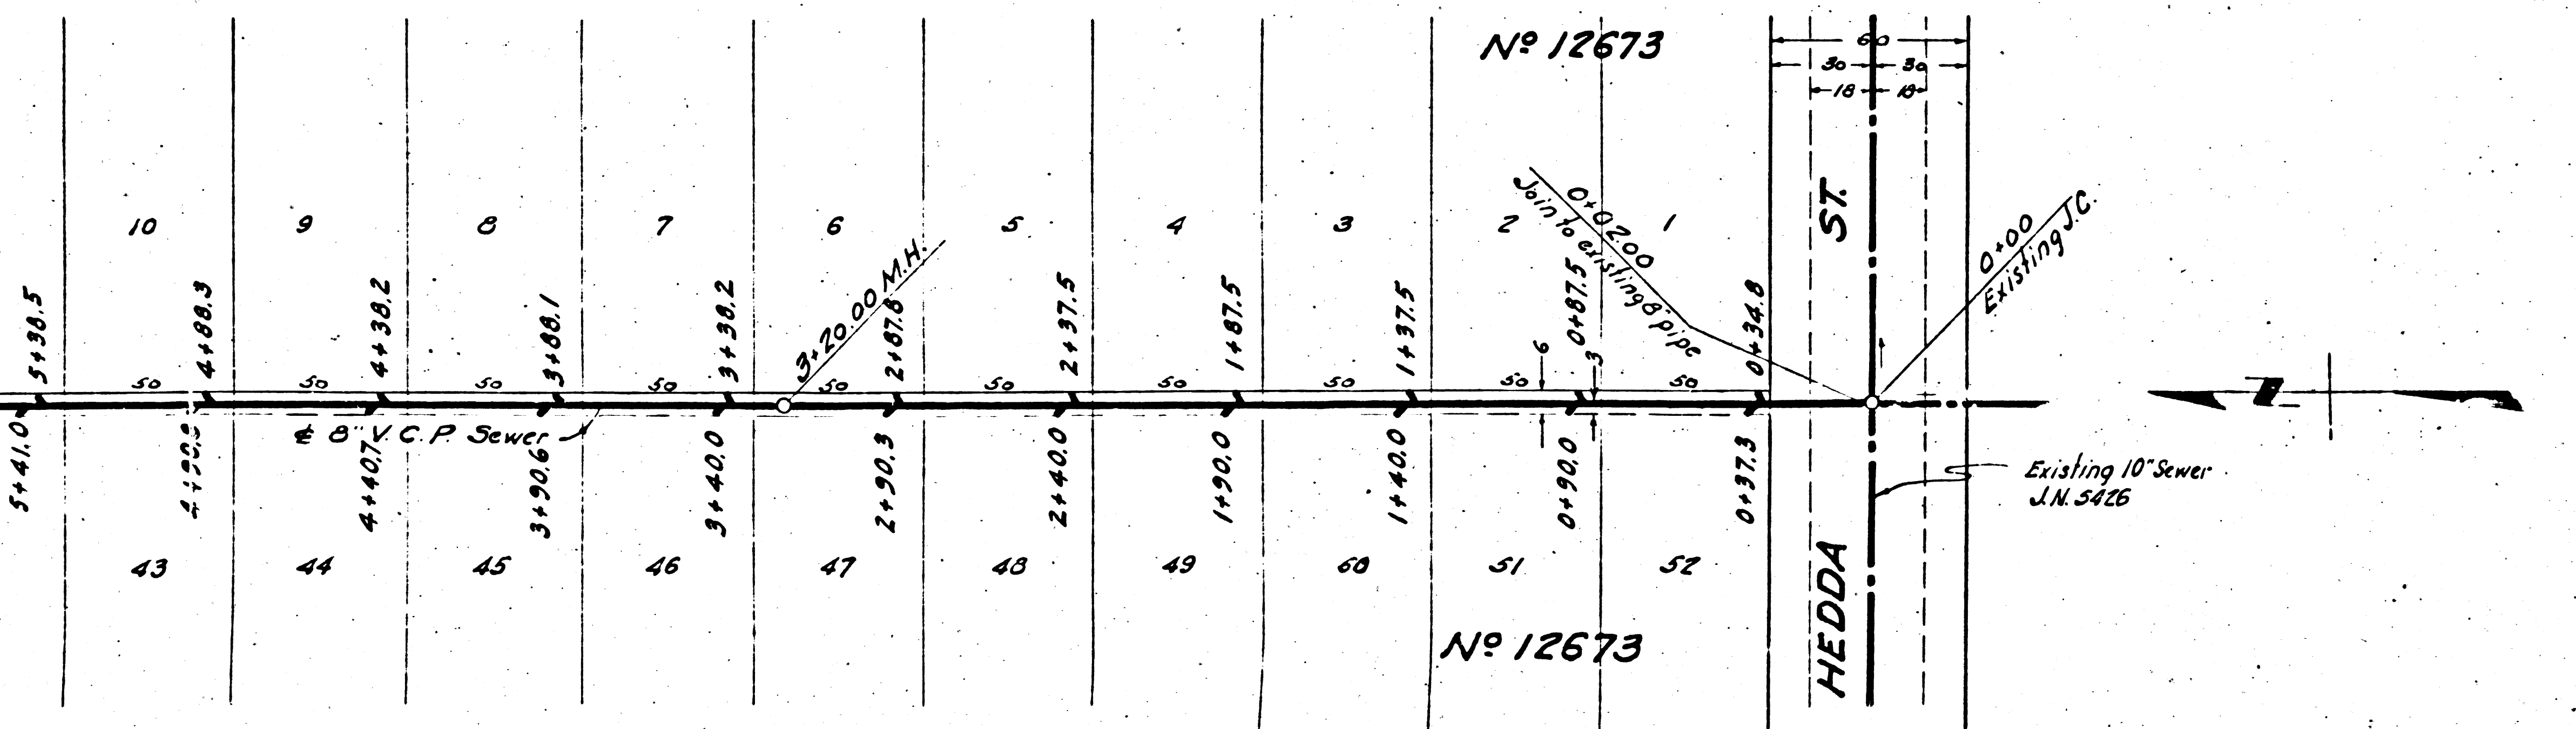 Nº 12673
60
30 30
18 18
10 9 8 7 6 5 4 3 2 1
ST.
0+02.00
Join to existing 8" pipe
0+00
Existing J.C.
3+20.00 M.H.
5+38.5 4+88.3 4+38.2 3+88.1 3+38.2 2+87.8 2+37.5 1+87.5 1+37.5 0+87.5 0+34.8
6 3
50 50 50 50 50 50 50 50 50 50
℄ 8" V.C.P. Sewer
5+41.0 4+40.7 3+90.6 3+40.0 2+90.3 2+40.0 1+90.0 1+40.0 0+90.0 0+37.3
Existing 10" Sewer
J.N. 5426
43 44 45 46 47 48 49 60 51 52
HEDDA
Nº 12673